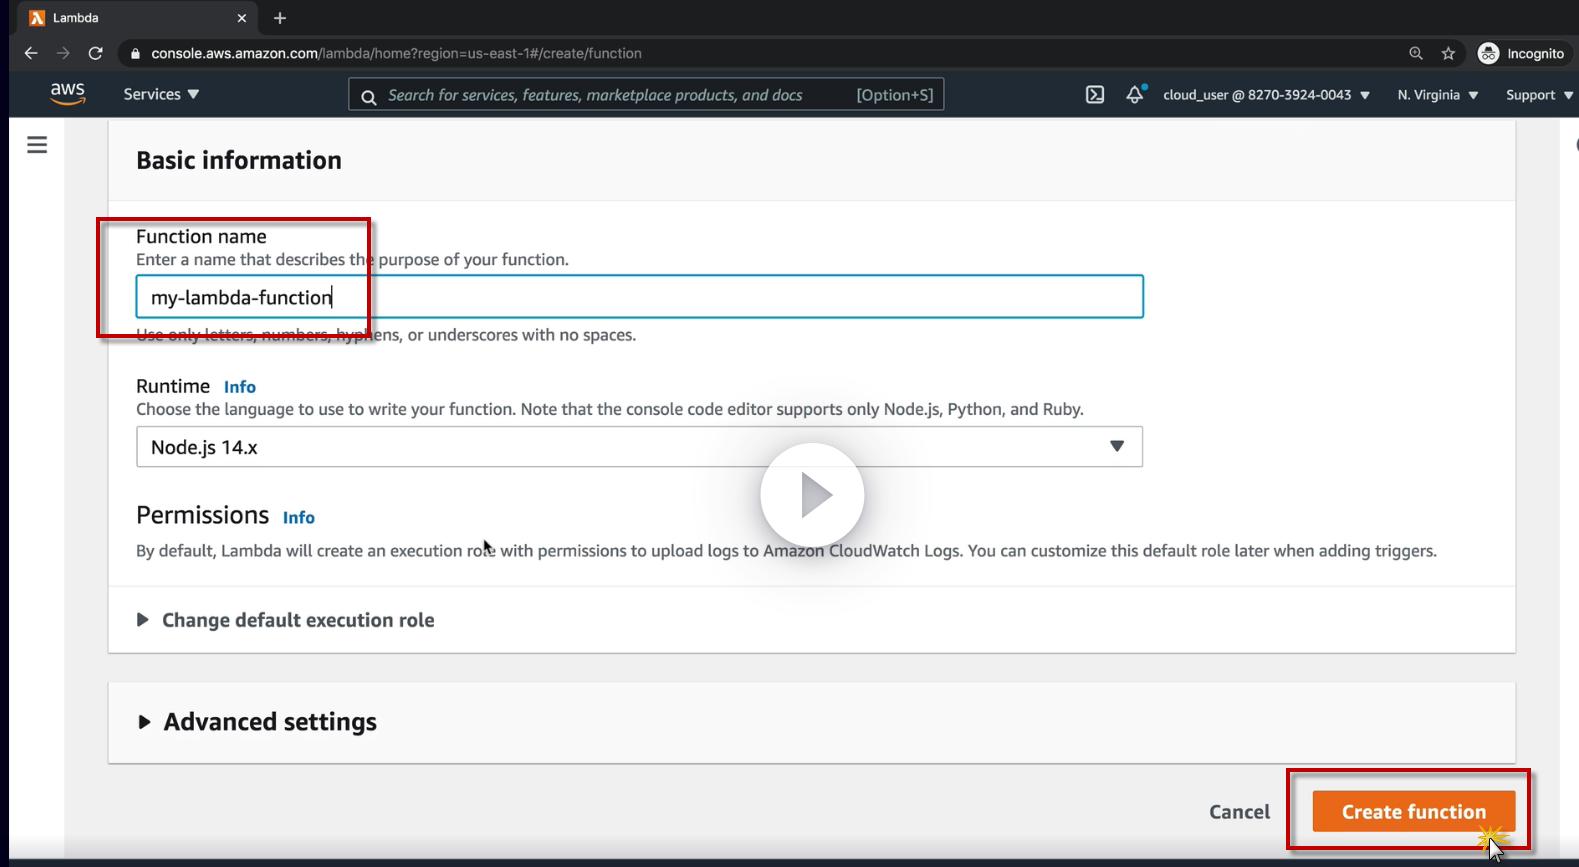 Lambda
console.aws.amazon.com/lambda/home?region=us-east-1#/create/function
Incognito
aws
Services
Search for services, features, marketplace products, and docs
[Option+S]
cloud_user @ 8270-3924-0043
N. Virginia
Support
Basic information
Function name
Enter a name that describes the purpose of your function.
my-lambda-function
Use only letters, numbers, hyphens, or underscores with no spaces.
Runtime Info
Choose the language to use to write your function. Note that the console code editor supports only Node.js, Python, and Ruby.
Node.js 14.x
Permissions Info
By default, Lambda will create an execution role with permissions to upload logs to Amazon CloudWatch Logs. You can customize this default role later when adding triggers.
Change default execution role
Advanced settings
Cancel
Create function